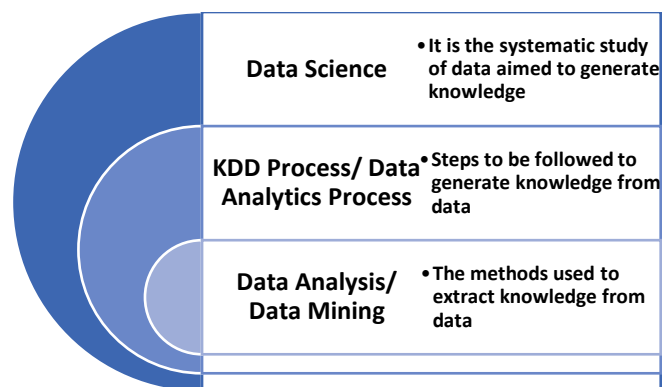 Data Science
•It is the systematic study
of data aimed to generate
knowledge
KDD Process/ Data
Analytics Process
•Steps to be followed to
generate knowledge from
data
Data Analysis/
Data Mining
•The methods used to
extract knowledge from
data